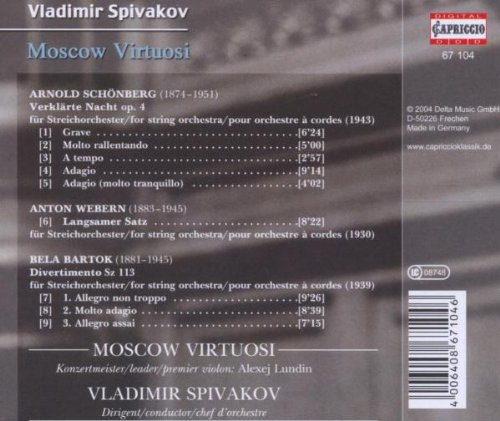 Vladimir Spivakov
Moscow Virtuosi
DIGITAL
CAPRICCIO
D D D
67 104
ARNOLD SCHÖNBERG (1874–1951)
Verklärte Nacht op. 4
für Streichorchester/for string orchestra/pour orchestre à cordes (1943)
[1] Grave [6'24]
[2] Molto rallentando [5'00]
[3] A tempo [2'57]
[4] Adagio [9'14]
[5] Adagio (molto tranquillo) [4'02]
ANTON WEBERN (1883-1945)
[6] Langsamer Satz [8'22]
für Streichorchester/for string orchestra/pour orchestre à cordes (1930)
BELA BARTOK (1881-1945)
Divertimento Sz 113
für Streichorchester/for string orchestra/pour orchestre à cordes (1939)
[7] 1. Allegro non troppo [9'26]
[8] 2. Molto adagio [8'39]
[9] 3. Allegro assai [7'15]
MOSCOW VIRTUOSI
Konzertmeister/leader/premier violon: Alexej Lundin
VLADIMIR SPIVAKOV
Dirigent/conductor/chef d'orchestre
© 2004 Delta Music GmbH
D-50226 Frechen
Made in Germany
www.capriccioklassik.de
LC 08748
4 006408 671046